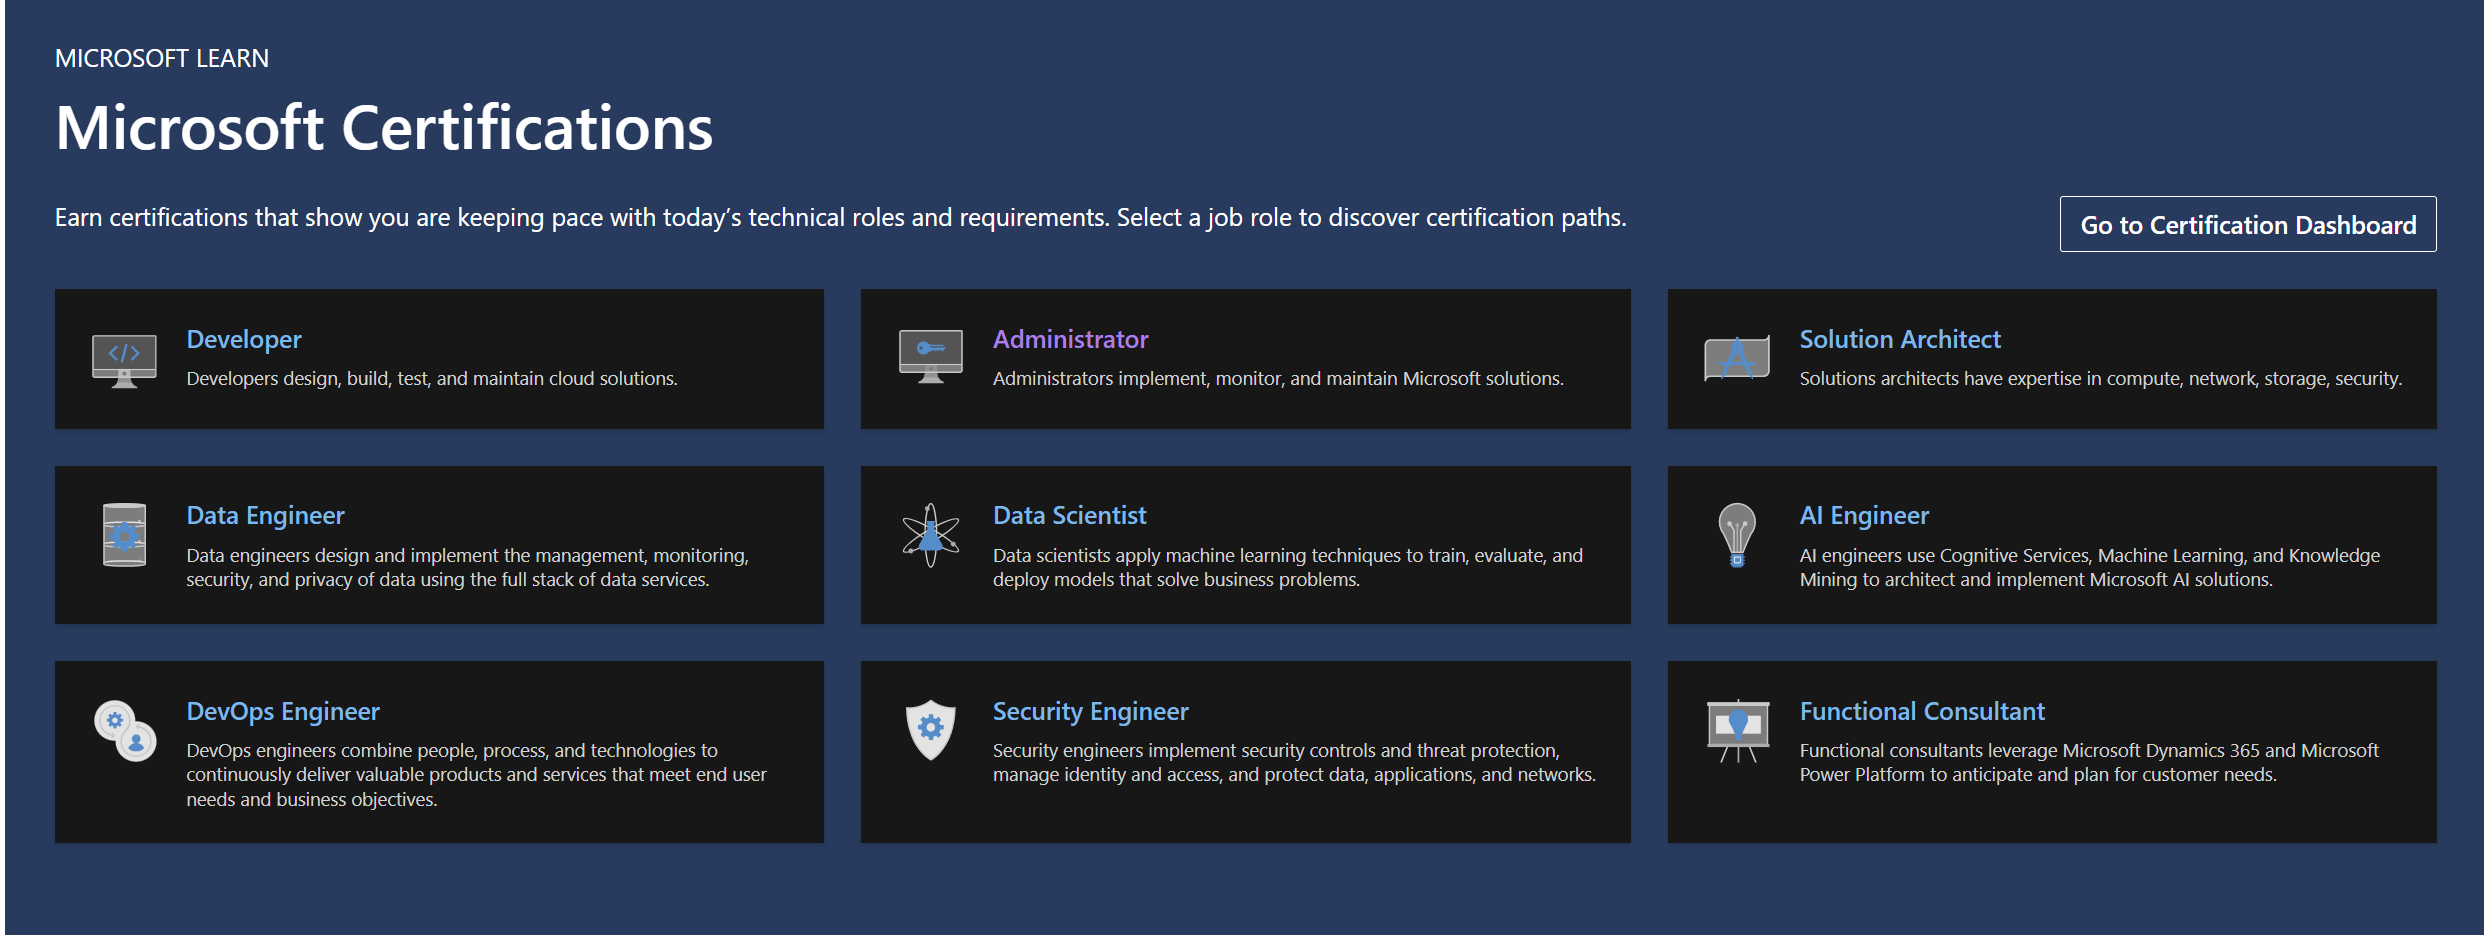 MICROSOFT LEARN
Microsoft Certifications
Earn certifications that show you are keeping pace with today’s technical roles and requirements. Select a job role to discover certification paths.
Go to Certification Dashboard
Developer
Developers design, build, test, and maintain cloud solutions.
Administrator
Administrators implement, monitor, and maintain Microsoft solutions.
Solution Architect
Solutions architects have expertise in compute, network, storage, security.
Data Engineer
Data engineers design and implement the management, monitoring,
security, and privacy of data using the full stack of data services.
Data Scientist
Data scientists apply machine learning techniques to train, evaluate, and
deploy models that solve business problems.
AI Engineer
AI engineers use Cognitive Services, Machine Learning, and Knowledge
Mining to architect and implement Microsoft AI solutions.
DevOps Engineer
DevOps engineers combine people, process, and technologies to
continuously deliver valuable products and services that meet end user
needs and business objectives.
Security Engineer
Security engineers implement security controls and threat protection,
manage identity and access, and protect data, applications, and networks.
Functional Consultant
Functional consultants leverage Microsoft Dynamics 365 and Microsoft
Power Platform to anticipate and plan for customer needs.